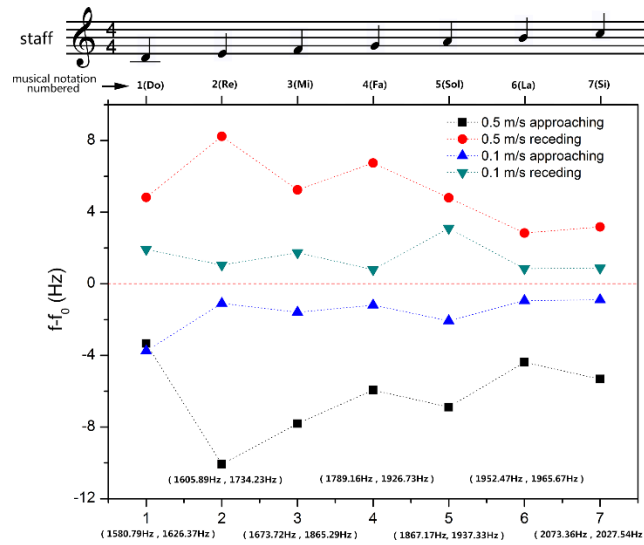 staff
4
4
musical notation
numbered
1(Do) 2(Re) 3(Mi) 4(Fa) 5(Sol) 6(La) 7(Si)
0.5 m/s approaching
0.5 m/s receding
0.1 m/s approaching
0.1 m/s receding
8
4
0
-4
-8
-12
f-f₀ (Hz)
( 1605.89Hz , 1734.23Hz ) ( 1789.16Hz , 1926.73Hz ) ( 1952.47Hz , 1965.67Hz )
1 2 3 4 5 6 7
( 1580.79Hz , 1626.37Hz ) ( 1673.72Hz , 1865.29Hz ) ( 1867.17Hz , 1937.33Hz ) ( 2073.36Hz , 2027.54Hz )